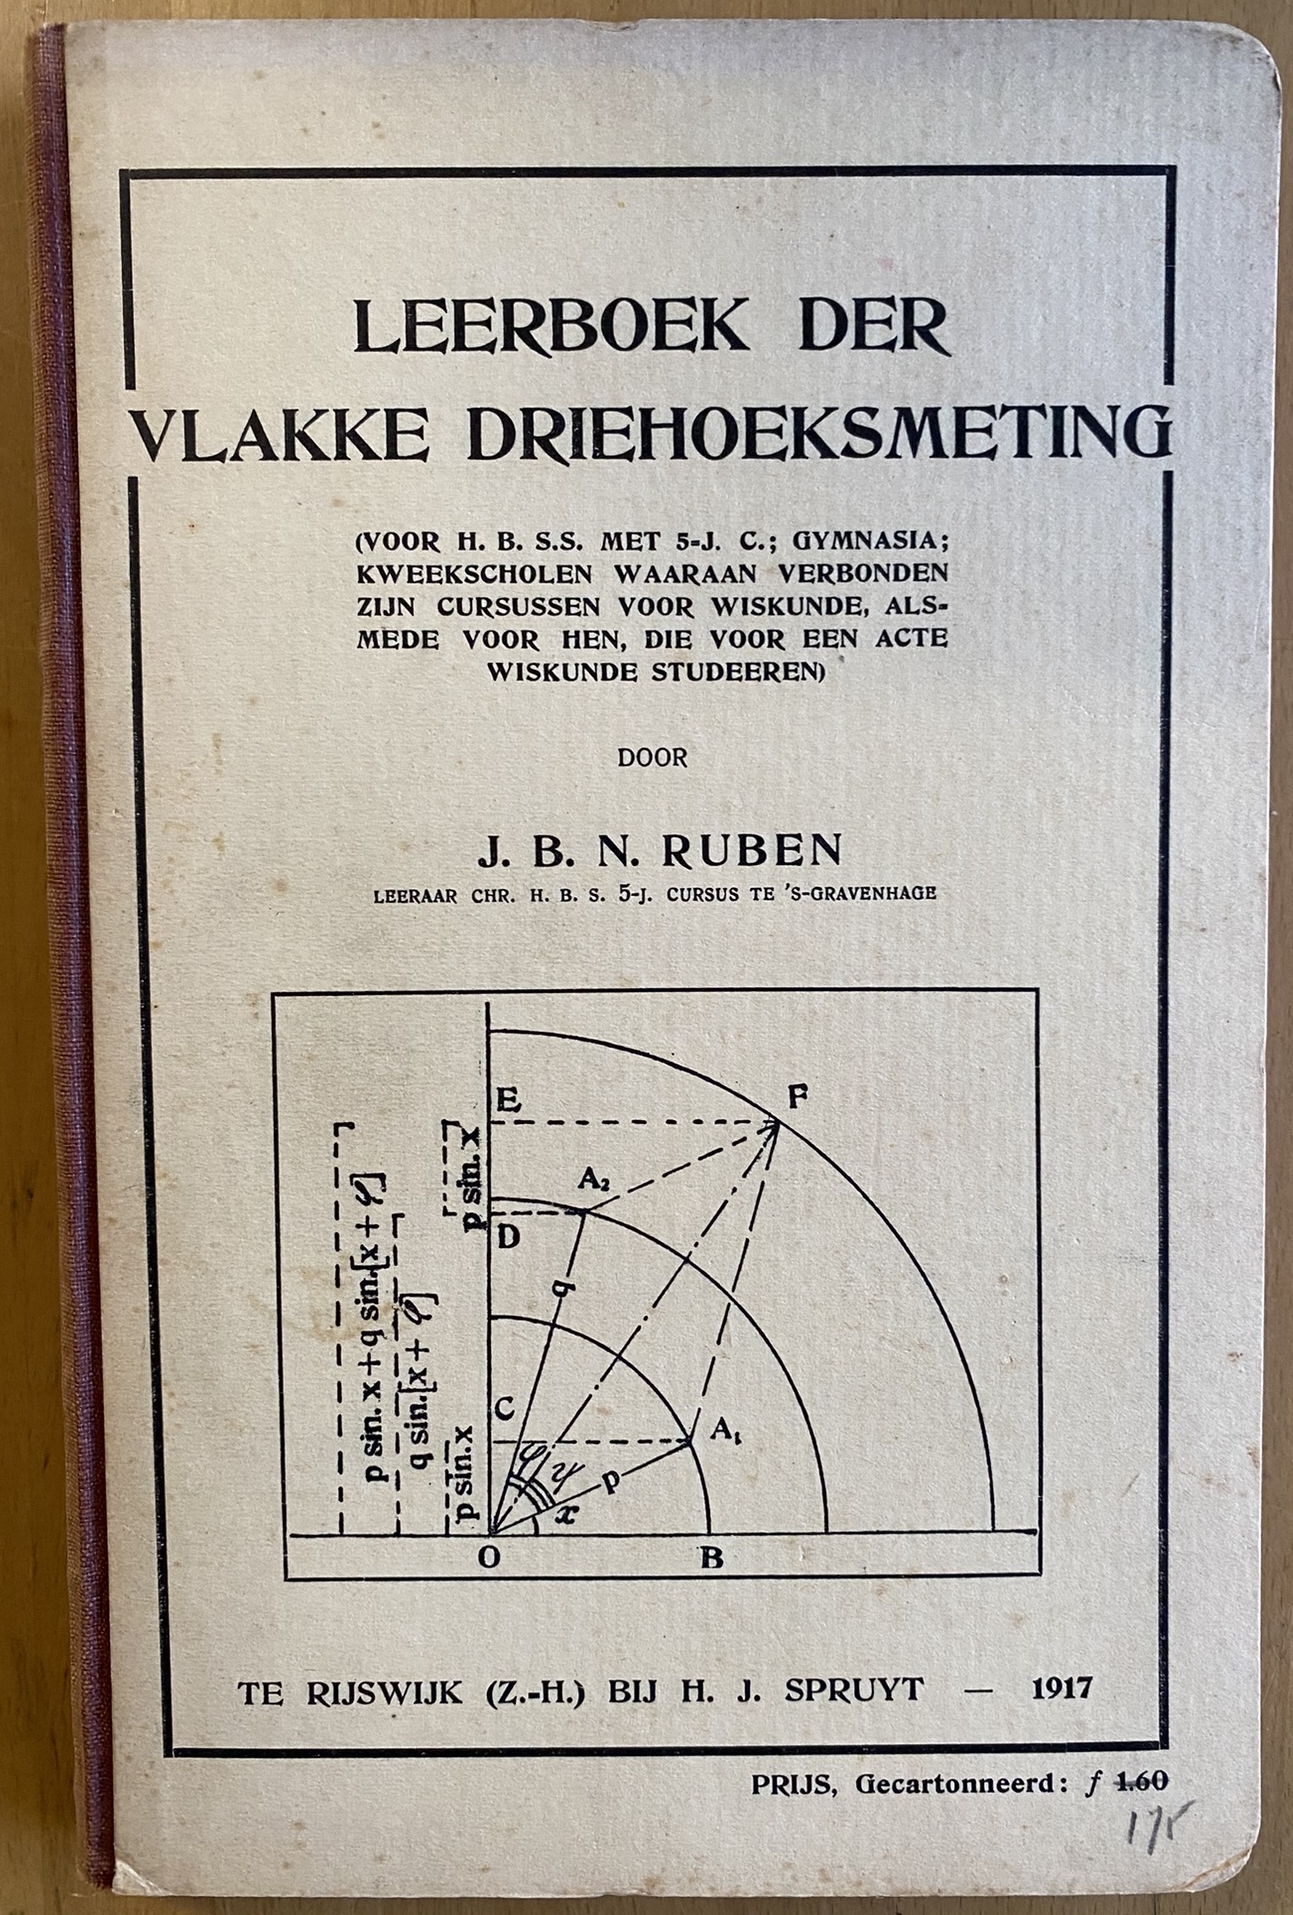 LEERBOEK DER
VLAKKE DRIEHOEKSMETING
(VOOR H. B. S.S. MET 5-J. C.; GYMNASIA;
KWEEKSCHOLEN WAARAAN VERBONDEN
ZIJN CURSUSSEN VOOR WISKUNDE, ALS-
MEDE VOOR HEN, DIE VOOR EEN ACTE
WISKUNDE STUDEEREN)
DOOR
J. B. N. RUBEN
LEERAAR CHR. H. B. S. 5-J. CURSUS TE 'S-GRAVENHAGE
E
F
p sin. x
A₂
D
q
p sin. x + q sin. [x + φ]
q sin. [x + φ]
C
A₁
p sin. x
φ
ψ
p
x
O
B
TE RIJSWIJK (Z.-H.) BIJ H. J. SPRUYT — 1917
PRIJS, Gecartonneerd: f 1.60
175